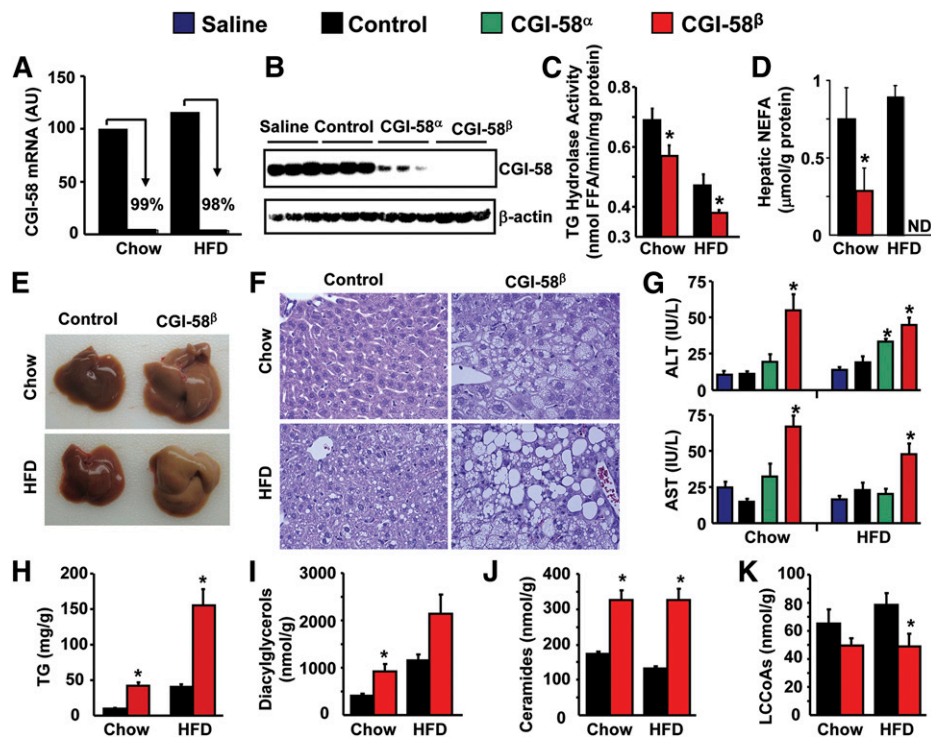 Saline Control CGI-58α CGI-58β
A
CGI-58 mRNA (AU)
150
100
50
0
99%
98%
Chow HFD
B
Saline Control CGI-58α CGI-58β
CGI-58
β-actin
C
TG Hydrolase Activity
(nmol FFA/min/mg protein)
0.8
0.6
0.4
0.3
*
*
Chow HFD
D
Hepatic NEFA
(μmol/g protein)
1
0.5
0
*
ND
Chow HFD
E
Control CGI-58β
Chow
HFD
F
Control CGI-58β
Chow
HFD
G
ALT (IU/L)
75
50
25
0
*
*
*
AST (IU/L)
75
50
25
0
*
*
Chow HFD
H
TG (mg/g)
200
150
100
50
0
*
*
Chow HFD
I
Diacylglycerols
(nmol/g)
3000
2000
1000
0
*
Chow HFD
J
Ceramides (nmol/g)
400
300
200
100
0
*
*
Chow HFD
K
LCCoAs (nmol/g)
100
80
60
40
20
0
*
Chow HFD